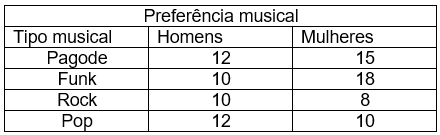 Preferência musical
Tipo musical Homens Mulheres
Pagode 12 15
Funk 10 18
Rock 10 8
Pop 12 10